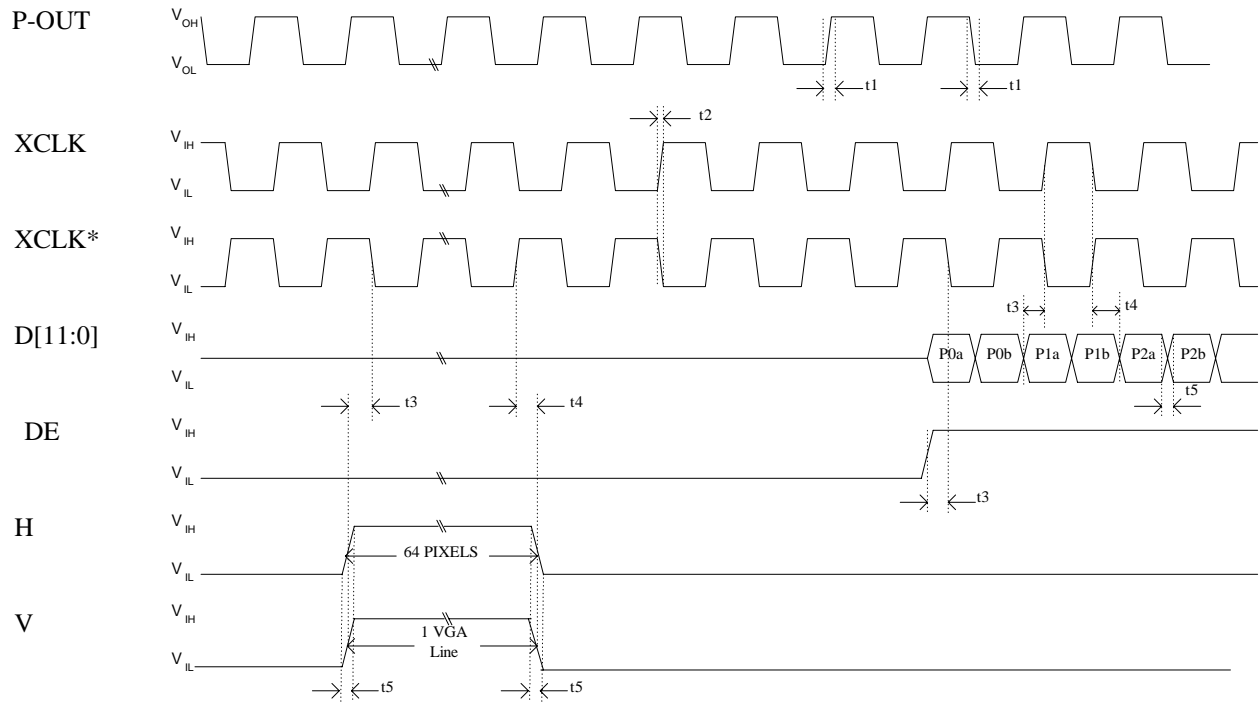 P-OUT
VOH
VOL
t1
t1
t2
XCLK
VIH
VIL
XCLK*
VIH
VIL
t3
t4
D[11:0]
VIH
VIL
P0a P0b P1a P1b P2a P2b
t3
t4
t5
DE
VIH
VIL
t3
H
VIH
VIL
64 PIXELS
V
VIH
VIL
1 VGA
Line
t5
t5